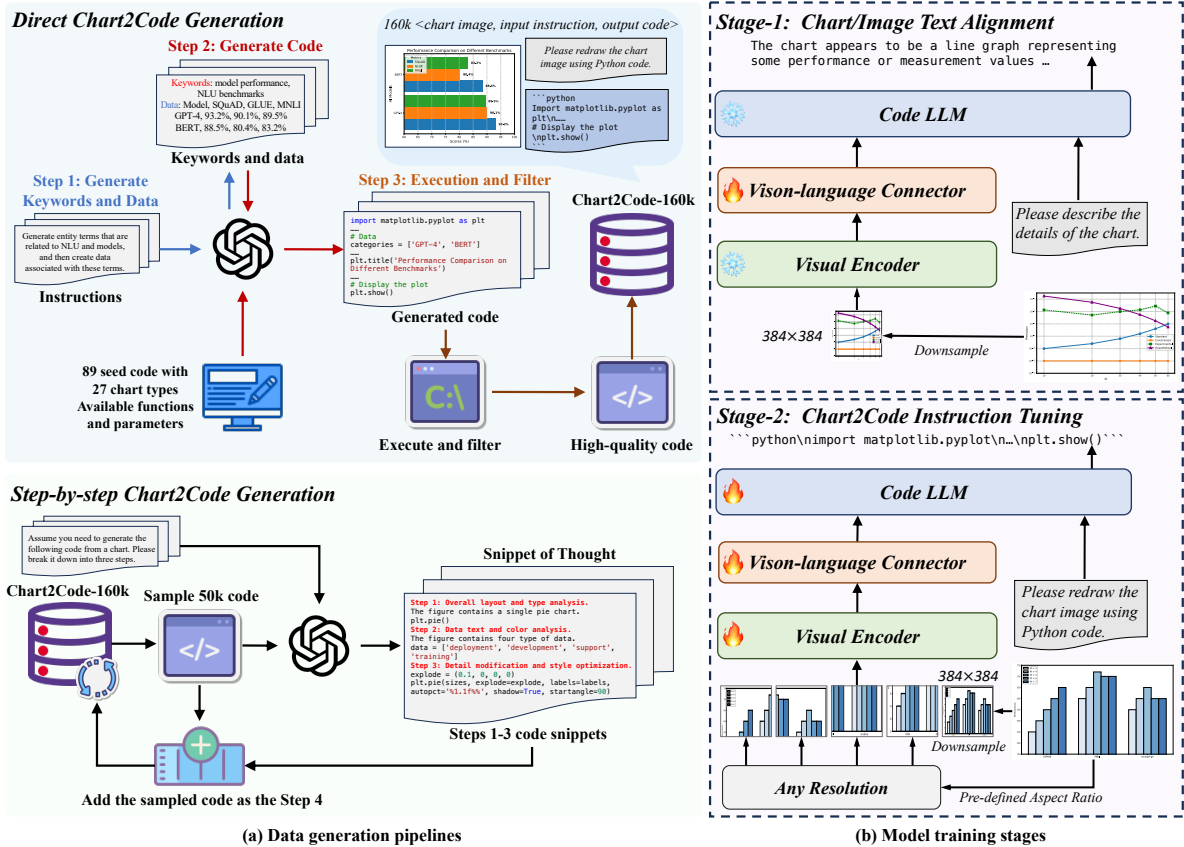 Direct Chart2Code Generation
Step 2: Generate Code
Keywords: model performance,
NLU benchmarks
Data: Model, SQuAD, GLUE, MNLI
GPT-4, 93.2%, 90.1%, 89.5%
BERT, 88.5%, 80.4%, 83.2%
Keywords and data
160k <chart image, input instruction, output code>
Performance Comparison on Different Benchmarks
Scores (%)
Please redraw the chart
image using Python code.
```python
Import matplotlib.pyplot as
plt\n……
# Display the plot
\nplt.show()
```
Step 1: Generate
Keywords and Data
Generate entity terms that are
related to NLU and models,
and then create data
associated with these terms.
Instructions
Step 3: Execution and Filter
import matplotlib.pyplot as plt
……
# Data
categories = ['GPT-4', 'BERT']
……
plt.title('Performance Comparison on
Different Benchmarks')
……
# Display the plot
plt.show()
Generated code
Chart2Code-160k
89 seed code with
27 chart types
Available functions
and parameters
C:\
Execute and filter
</>
High-quality code
Step-by-step Chart2Code Generation
Assume you need to generate the
following code from a chart. Please
break it down into three steps.
Chart2Code-160k
Sample 50k code
</>
Snippet of Thought
Step 1: Overall layout and type analysis.
The figure contains a single pie chart.
plt.pie()
Step 2: Data text and color analysis.
The figure contains four type of data.
data = ['deployment', 'development', 'support',
'training']
Step 3: Detail modification and style optimization.
explode = (0.1, 0, 0, 0)
plt.pie(sizes, explode=explode, labels=labels,
autopct='%1.1f%%', shadow=True, startangle=90)
Steps 1-3 code snippets
Add the sampled code as the Step 4
(a) Data generation pipelines
Stage-1: Chart/Image Text Alignment
The chart appears to be a line graph representing
some performance or measurement values …
Code LLM
Vison-language Connector
Please describe the
details of the chart.
Visual Encoder
384×384
Downsample
Stage-2: Chart2Code Instruction Tuning
```python\nimport matplotlib.pyplot\n…\nplt.show()```
Code LLM
Vison-language Connector
Please redraw the
chart image using
Python code.
Visual Encoder
384×384
Downsample
Any Resolution
Pre-defined Aspect Ratio
(b) Model training stages